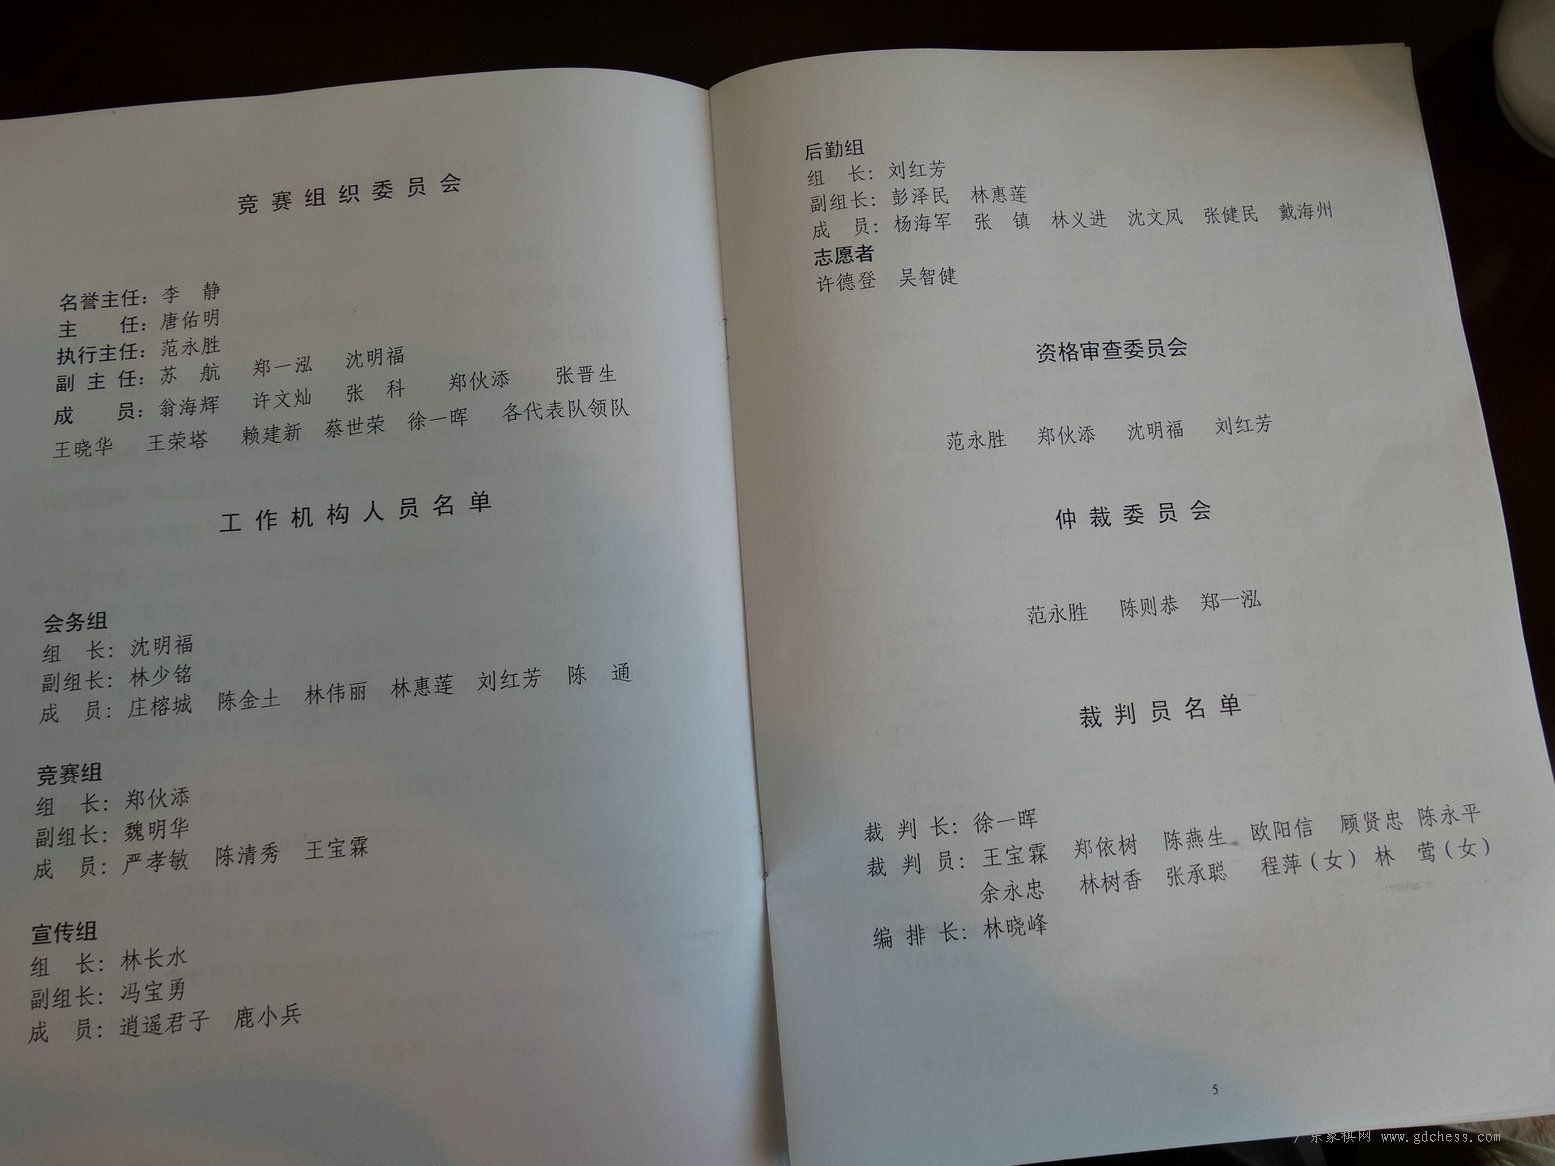 竞赛组织委员会
名誉主任：李　静
主　　任：唐佑明
执行主任：范永胜
副 主 任：苏　航　郑一泓　沈明福
成　　员：翁海辉　许文灿　张　科　郑伙添　张晋生
王晓华　王荣塔　赖建新　蔡世荣　徐一晖　各代表队领队
工作机构人员名单
会务组
组　长：沈明福
副组长：林少铭
成　员：庄榕城　陈金土　林伟丽　林惠莲　刘红芳　陈　通
竞赛组
组　长：郑伙添
副组长：魏明华
成　员：严孝敏　陈清秀　王宝霖
宣传组
组　长：林长水
副组长：冯宝勇
成　员：逍遥君子　鹿小兵
后勤组
组　长：刘红芳
副组长：彭泽民　林惠莲
成　员：杨海军　张　镇　林义进　沈文凤　张健民　戴海州
志愿者
许德登　吴智健
资格审查委员会
范永胜　郑伙添　沈明福　刘红芳
仲裁委员会
范永胜　陈则恭　郑一泓
裁判员名单
裁 判 长：徐一晖
裁 判 员：王宝霖　郑依树　陈燕生　欧阳信　顾贤忠　陈永平
余永忠　林树香　张承聪　程萍（女）林　莺（女）
编 排 长：林晓峰
5
广东象棋网 www.gdchess.com